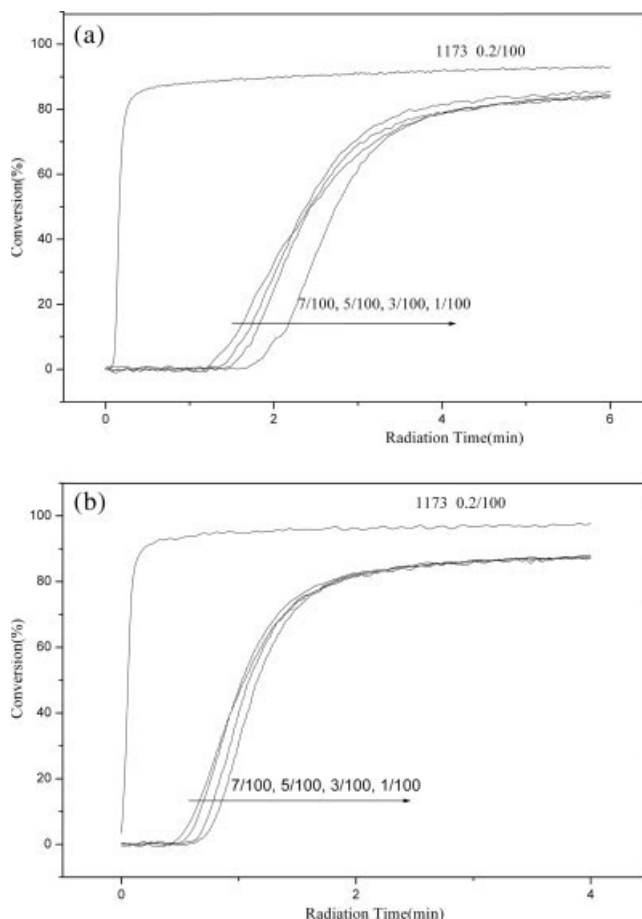 (a)
1173 0.2/100
100
80
60
40
20
0
Conversion(%)
7/100, 5/100, 3/100, 1/100
0 2 4 6
Radiation Time(min)
(b)
1173 0.2/100
100
80
60
40
20
0
Conversion(%)
7/100, 5/100, 3/100, 1/100
0 2 4
Radiation Time(min)